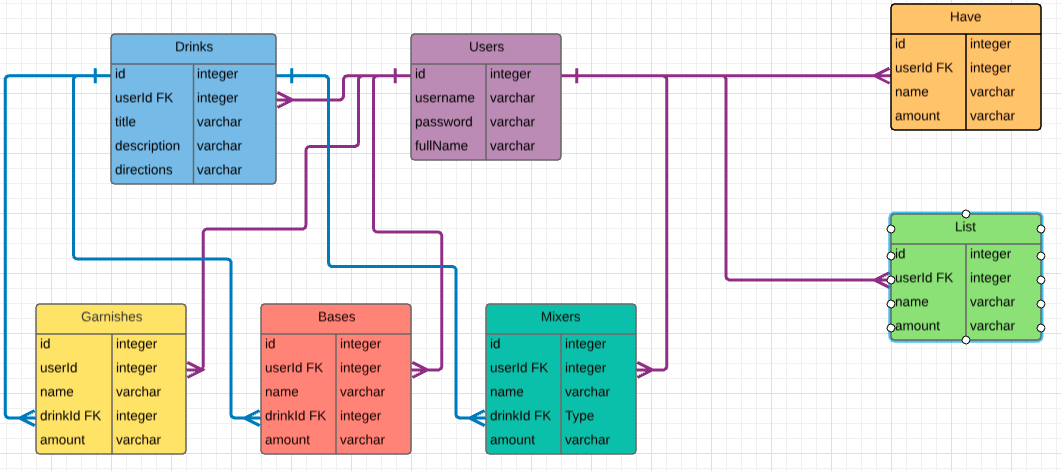 Drinks
id integer
userId FK integer
title varchar
description varchar
directions varchar
Users
id integer
username varchar
password varchar
fullName varchar
Have
id integer
userId FK integer
name varchar
amount varchar
List
id integer
userId FK integer
name varchar
amount varchar
Garnishes
id integer
userId integer
name varchar
drinkId FK integer
amount varchar
Bases
id integer
userId FK integer
name varchar
drinkId FK integer
amount varchar
Mixers
id integer
userId FK integer
name varchar
drinkId FK Type
amount varchar